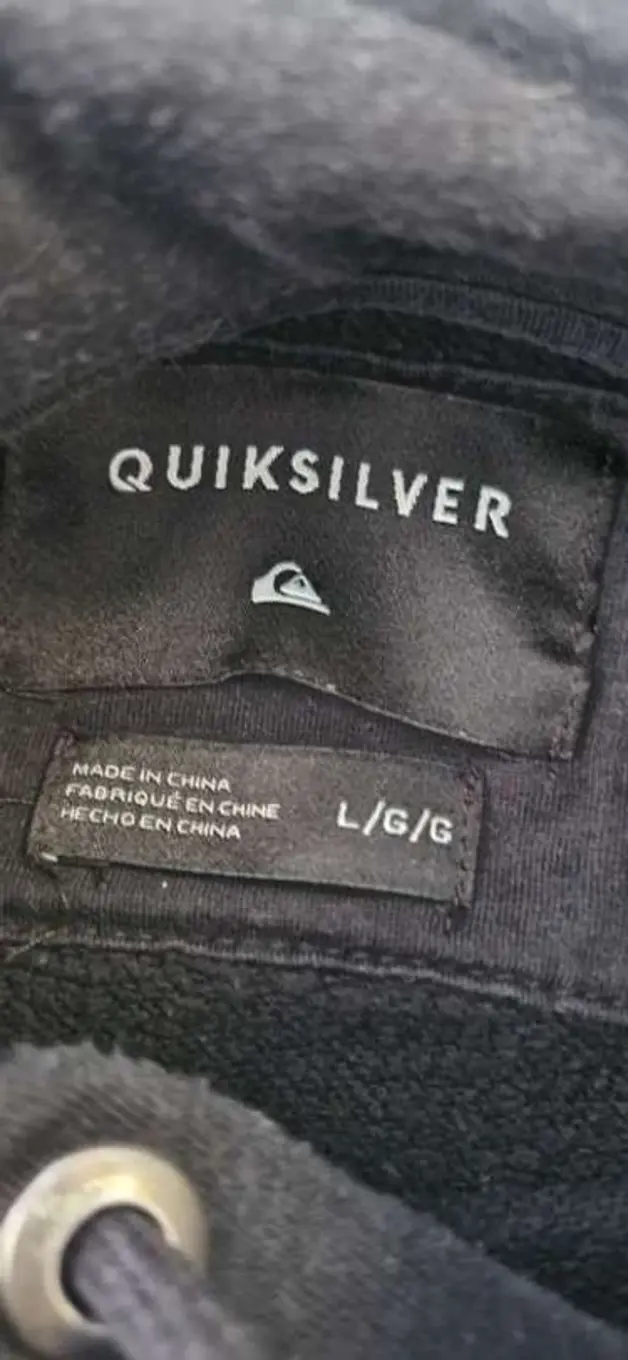 QUIKSILVER
MADE IN CHINA
FABRIQUÉ EN CHINE
HECHO EN CHINA
L/G/G